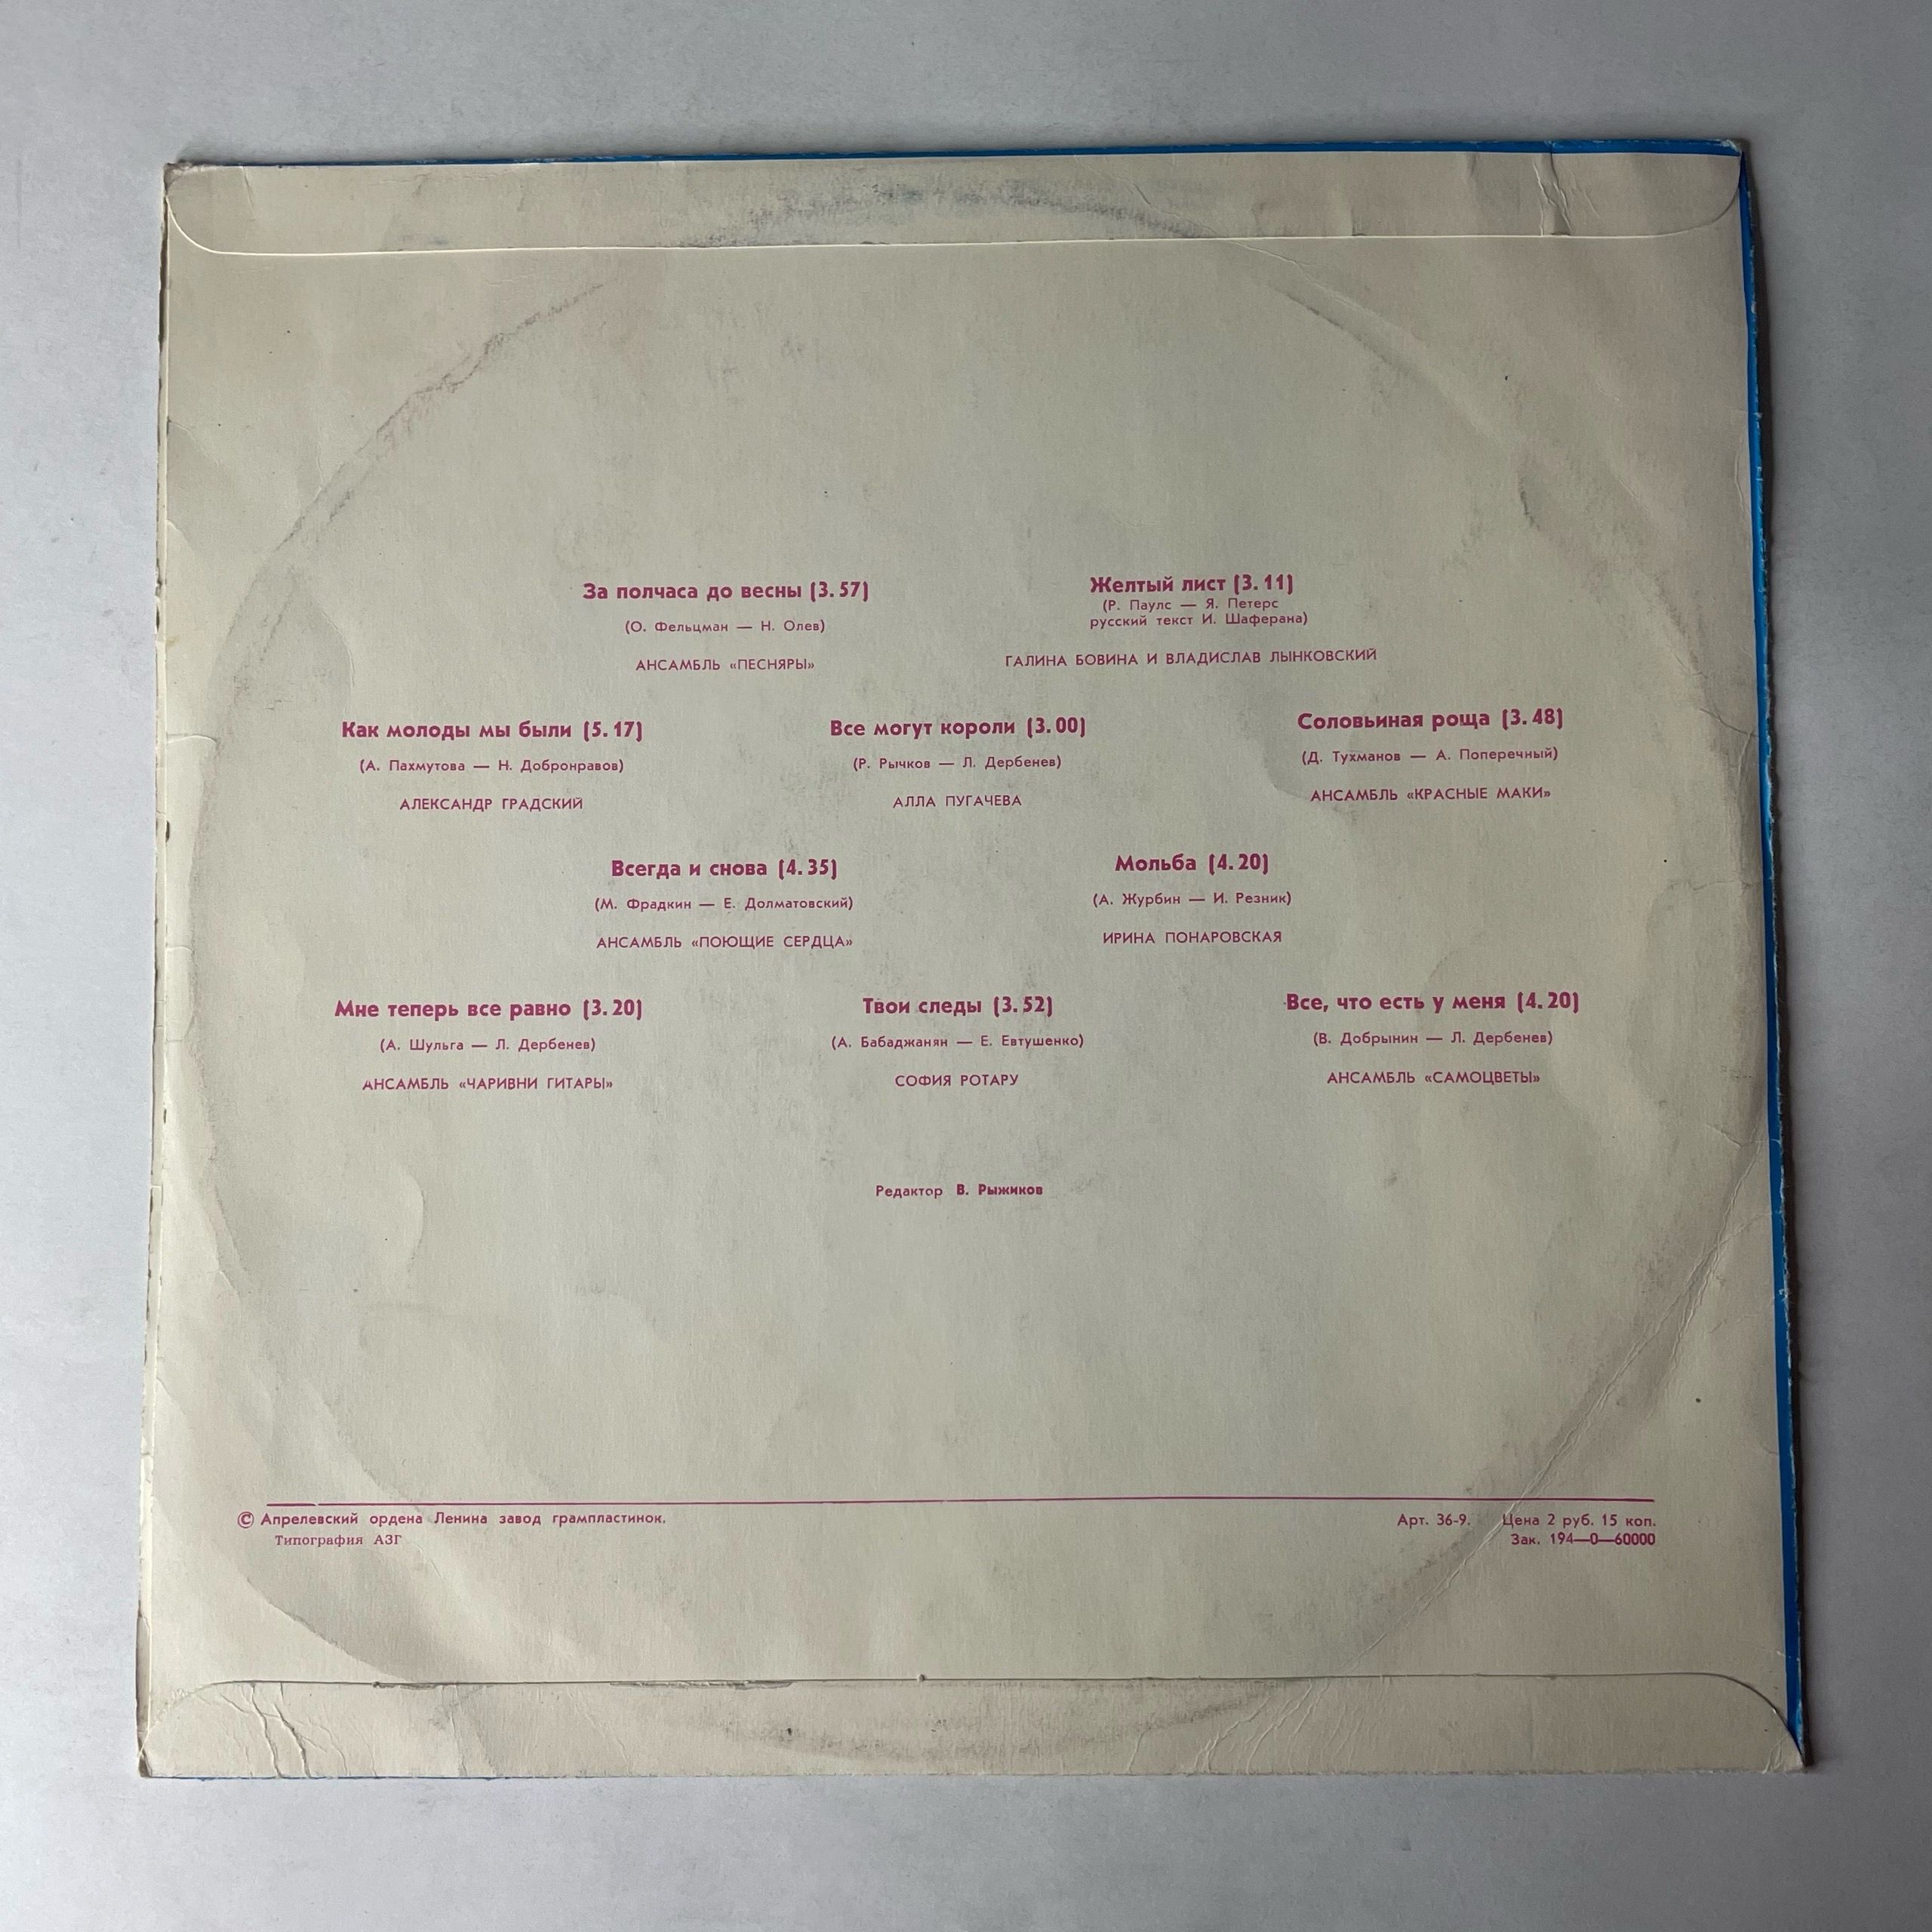 За полчаса до весны (3.57)
(О. Фельцман — Н. Олев)
АНСАМБЛЬ «ПЕСНЯРЫ»
Желтый лист (3.11)
(Р. Паулс — Я. Петерс
русский текст И. Шаферана)
ГАЛИНА БОВИНА И ВЛАДИСЛАВ ЛЫНКОВСКИЙ
Как молоды мы были (5.17)
(А. Пахмутова — Н. Добронравов)
АЛЕКСАНДР ГРАДСКИЙ
Все могут короли (3.00)
(Р. Рычков — Л. Дербенев)
АЛЛА ПУГАЧЕВА
Соловьиная роща (3.48)
(Д. Тухманов — А. Поперечный)
АНСАМБЛЬ «КРАСНЫЕ МАКИ»
Всегда и снова (4.35)
(М. Фрадкин — Е. Долматовский)
АНСАМБЛЬ «ПОЮЩИЕ СЕРДЦА»
Мольба (4.20)
(А. Журбин — И. Резник)
ИРИНА ПОНАРОВСКАЯ
Мне теперь все равно (3.20)
(А. Шульга — Л. Дербенев)
АНСАМБЛЬ «ЧАРИВНИ ГИТАРЫ»
Твои следы (3.52)
(А. Бабаджанян — Е. Евтушенко)
СОФИЯ РОТАРУ
Все, что есть у меня (4.20)
(В. Добрынин — Л. Дербенев)
АНСАМБЛЬ «САМОЦВЕТЫ»
Редактор В. Рыжиков
© Апрелевский ордена Ленина завод грампластинок.
Типография АЗГ
Арт. 36-9. Цена 2 руб. 15 коп.
Зак. 194—0—60000